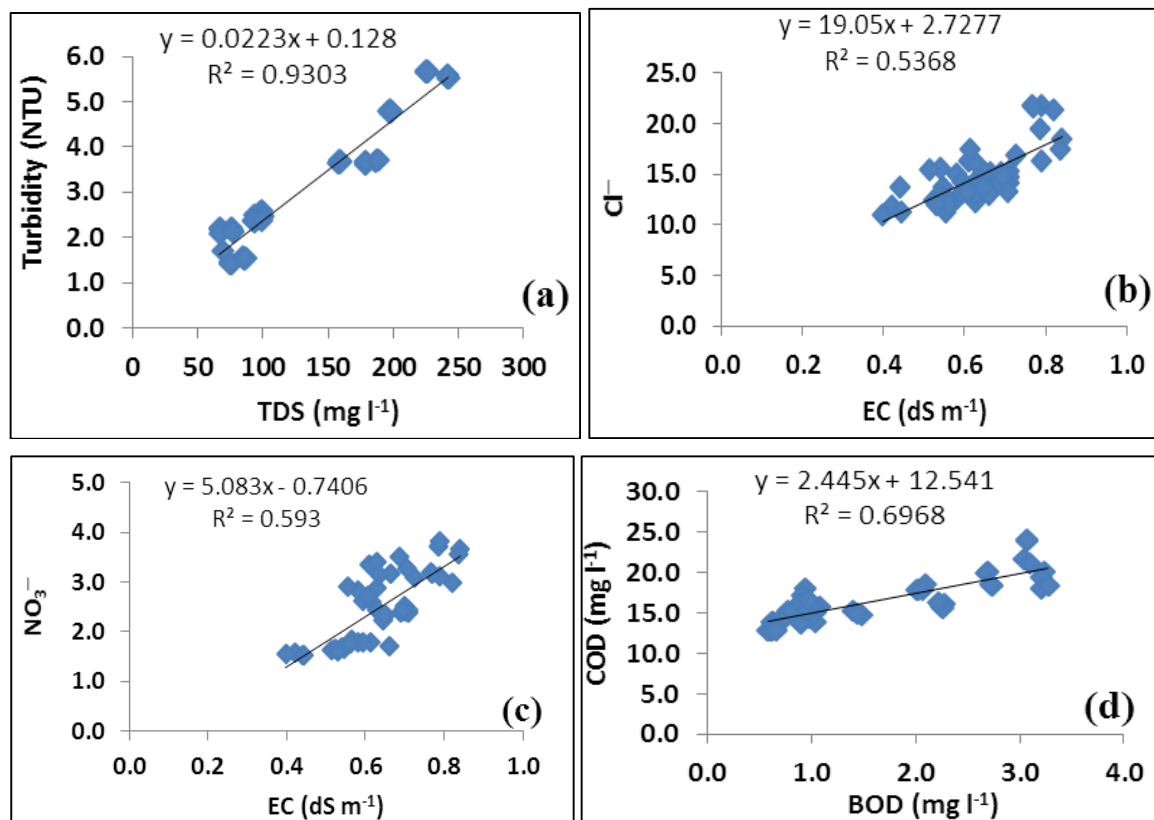 y = 0.0223x + 0.128
R² = 0.9303
6.0
5.0
4.0
3.0
2.0
1.0
0.0
Turbidity (NTU)
0 50 100 150 200 250 300
TDS (mg l⁻¹)
(a)
y = 19.05x + 2.7277
R² = 0.5368
25.0
20.0
15.0
10.0
5.0
0.0
Cl⁻
0.0 0.2 0.4 0.6 0.8 1.0
EC (dS m⁻¹)
(b)
y = 5.083x - 0.7406
R² = 0.593
5.0
4.0
3.0
2.0
1.0
0.0
NO₃⁻
0.0 0.2 0.4 0.6 0.8 1.0
EC (dS m⁻¹)
(c)
y = 2.445x + 12.541
R² = 0.6968
30.0
25.0
20.0
15.0
10.0
5.0
0.0
COD (mg l⁻¹)
0.0 1.0 2.0 3.0 4.0
BOD (mg l⁻¹)
(d)